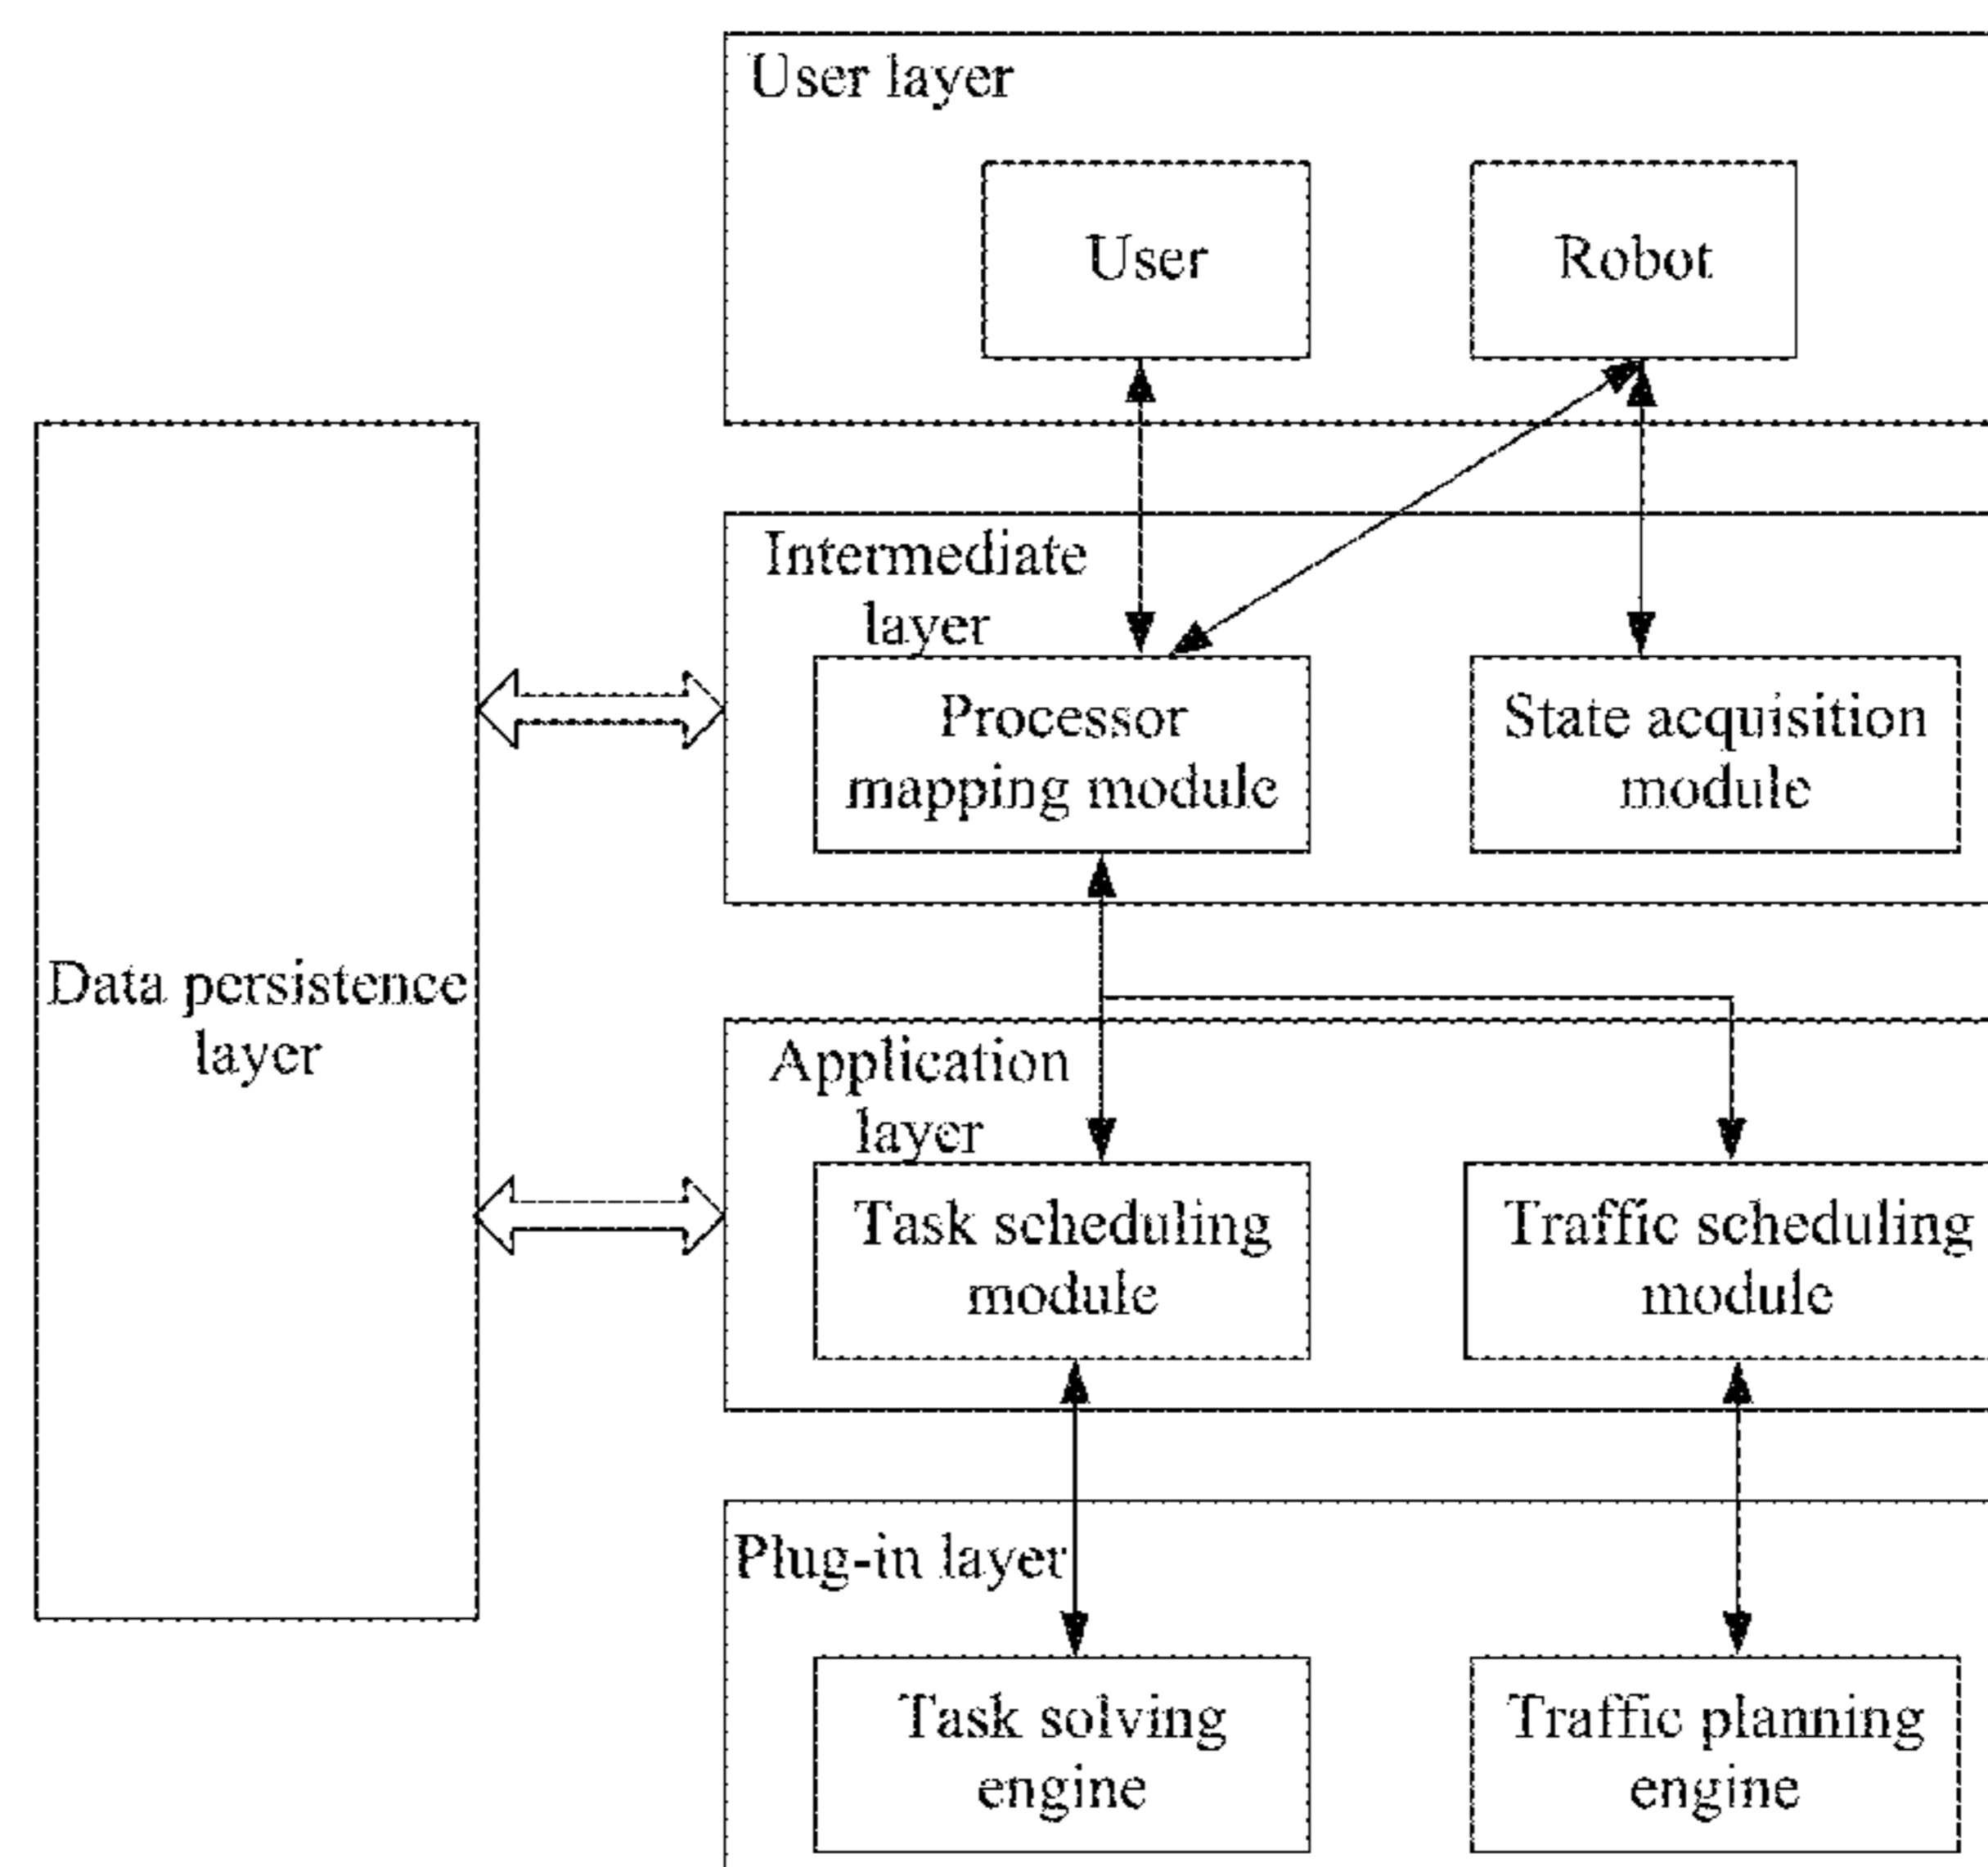 User layer
User
Robot
Intermediate
layer
Processor
mapping module
State acquisition
module
Data persistence
layer
Application
layer
Task scheduling
module
Traffic scheduling
module
Plug-in layer
Task solving
engine
Traffic planning
engine